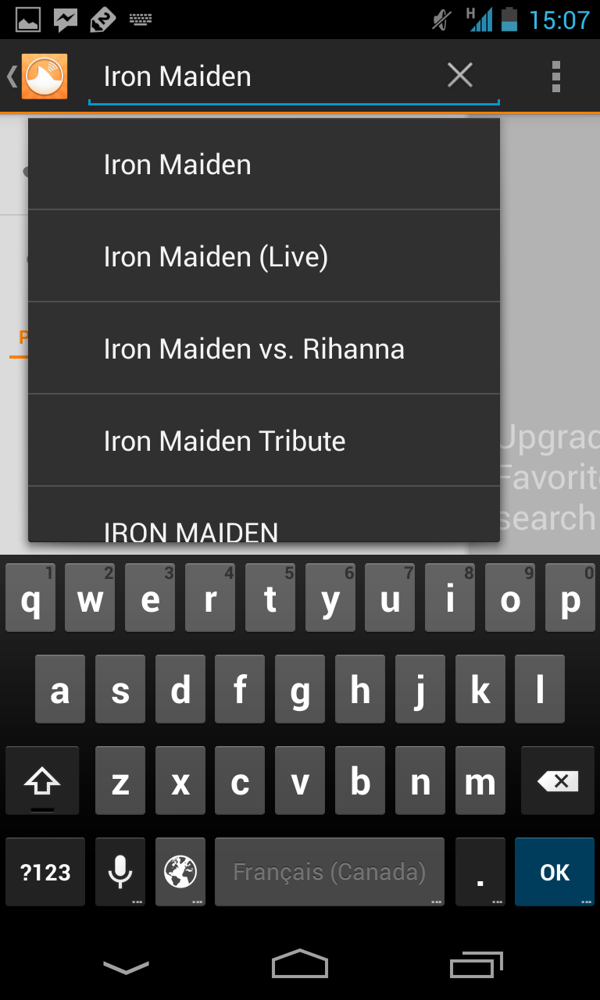 H 15:07
Iron Maiden
Iron Maiden
Iron Maiden (Live)
Iron Maiden vs. Rihanna
Iron Maiden Tribute
IRON MAIDEN
P
Upgrad
Favorit
search
1 2 3 4 5 6 7 8 9 0
q w e r t y u i o p
a s d f g h j k l
z x c v b n m
?123 Français (Canada) . OK